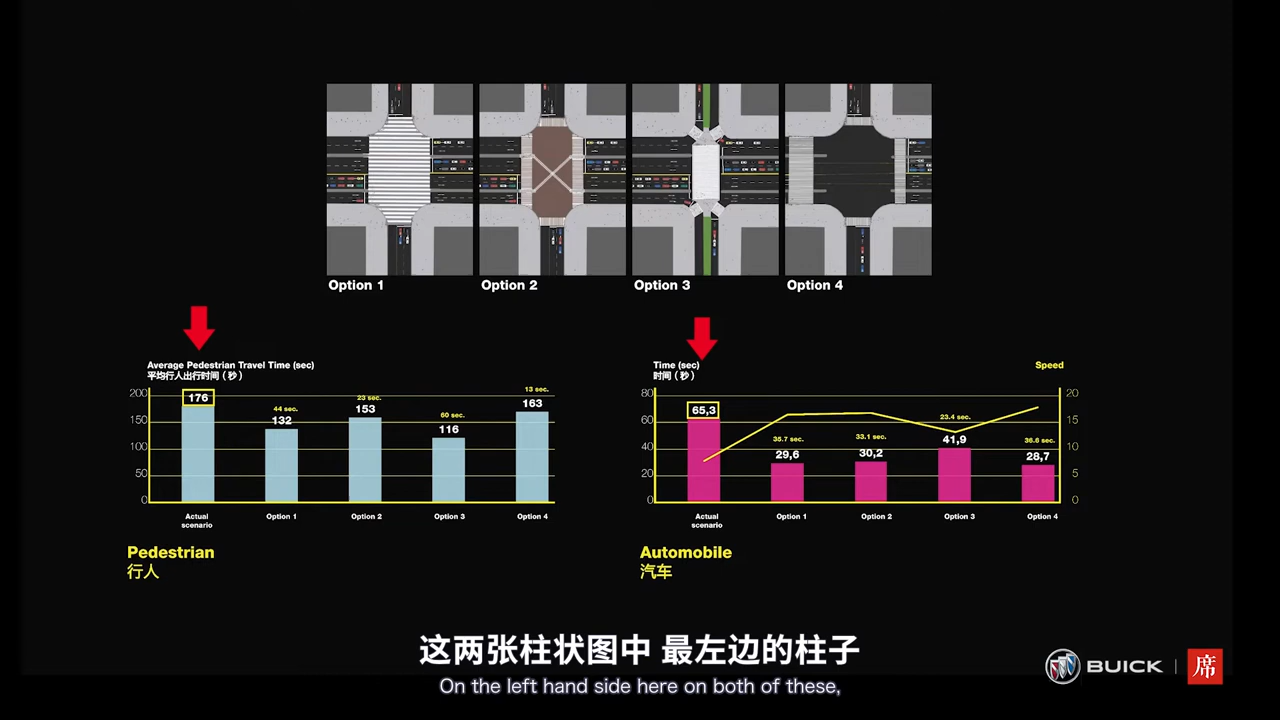 Option 1
Option 2
Option 3
Option 4
Average Pedestrian Travel Time (sec)
平均行人出行时间（秒）
200
150
100
50
0
176
44 sec.
132
23 sec.
153
60 sec.
116
13 sec.
163
Actual
scenario
Option 1
Option 2
Option 3
Option 4
Pedestrian
行人
Time (sec)
时间（秒）
Speed
80
60
40
20
0
65,3
35.7 sec.
29,6
33.1 sec.
30,2
23.4 sec.
41,9
36.6 sec.
28,7
20
15
10
5
0
Actual
scenario
Option 1
Option 2
Option 3
Option 4
Automobile
汽车
这两张柱状图中 最左边的柱子
On the left hand side here on both of these,
BUICK
席